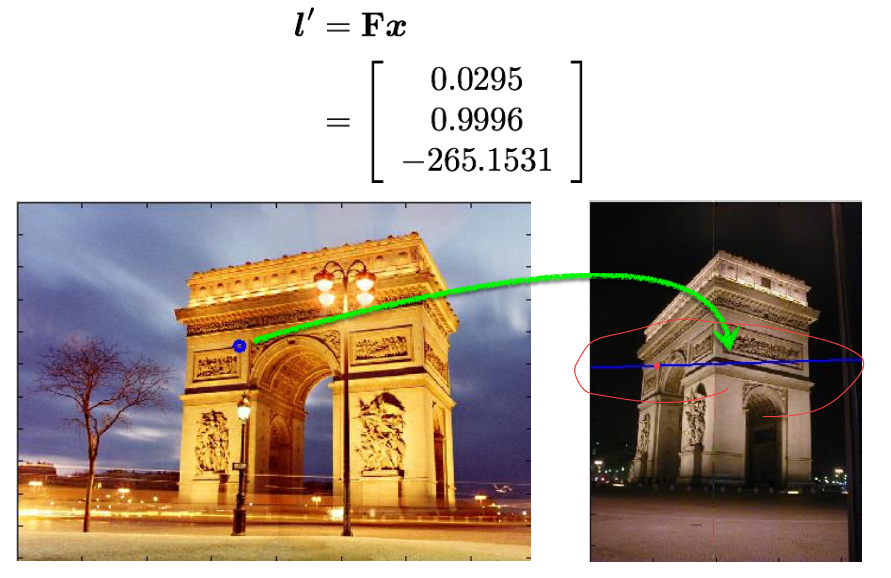 l′ = Fx
= [ 0.0295
0.9996
−265.1531 ]